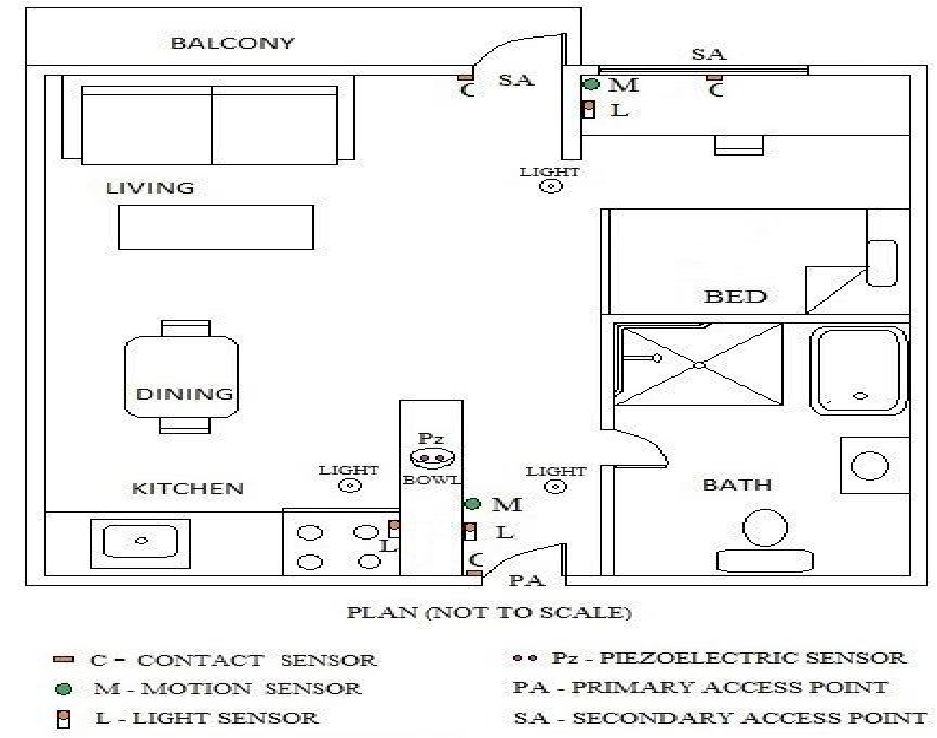 BALCONY
SA
SA
C
C
M
L
LIGHT
LIVING
BED
DINING
Pz
BOWL
LIGHT
LIGHT
KITCHEN
BATH
M
L
L
C
PA
PLAN (NOT TO SCALE)
C - CONTACT SENSOR
M - MOTION SENSOR
L - LIGHT SENSOR
Pz - PIEZOELECTRIC SENSOR
PA - PRIMARY ACCESS POINT
SA - SECONDARY ACCESS POINT